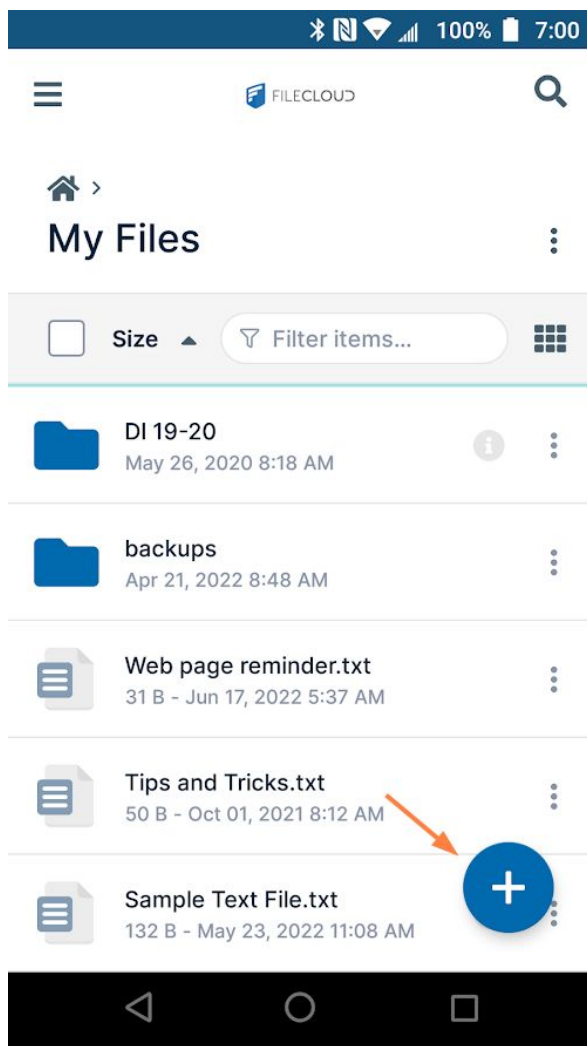 100% 7:00
FILECLOUD
My Files
Size Filter items...
DI 19-20
May 26, 2020 8:18 AM
backups
Apr 21, 2022 8:48 AM
Web page reminder.txt
31 B - Jun 17, 2022 5:37 AM
Tips and Tricks.txt
50 B - Oct 01, 2021 8:12 AM
Sample Text File.txt
132 B - May 23, 2022 11:08 AM